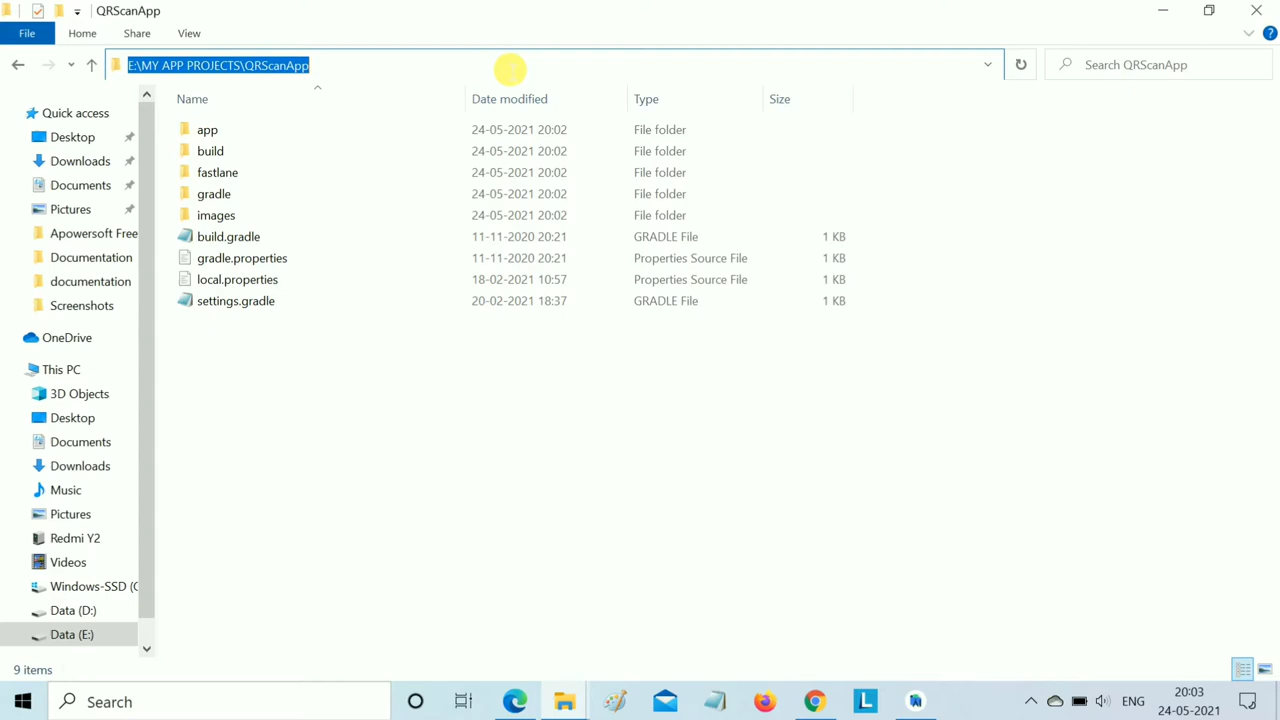 QRScanApp
File Home Share View
E:\MY APP PROJECTS\QRScanApp Search QRScanApp
Name Date modified Type Size
Quick access
Desktop
Downloads
Documents
Pictures
Apowersoft Free
Documentation
documentation
Screenshots
OneDrive
This PC
3D Objects
Desktop
Documents
Downloads
Music
Pictures
Redmi Y2
Videos
Windows-SSD (C
Data (D:)
Data (E:)
app 24-05-2021 20:02 File folder
build 24-05-2021 20:02 File folder
fastlane 24-05-2021 20:02 File folder
gradle 24-05-2021 20:02 File folder
images 24-05-2021 20:02 File folder
build.gradle 11-11-2020 20:21 GRADLE File 1 KB
gradle.properties 11-11-2020 20:21 Properties Source File 1 KB
local.properties 18-02-2021 10:57 Properties Source File 1 KB
settings.gradle 20-02-2021 18:37 GRADLE File 1 KB
9 items
Search L ENG 20:03
24-05-2021